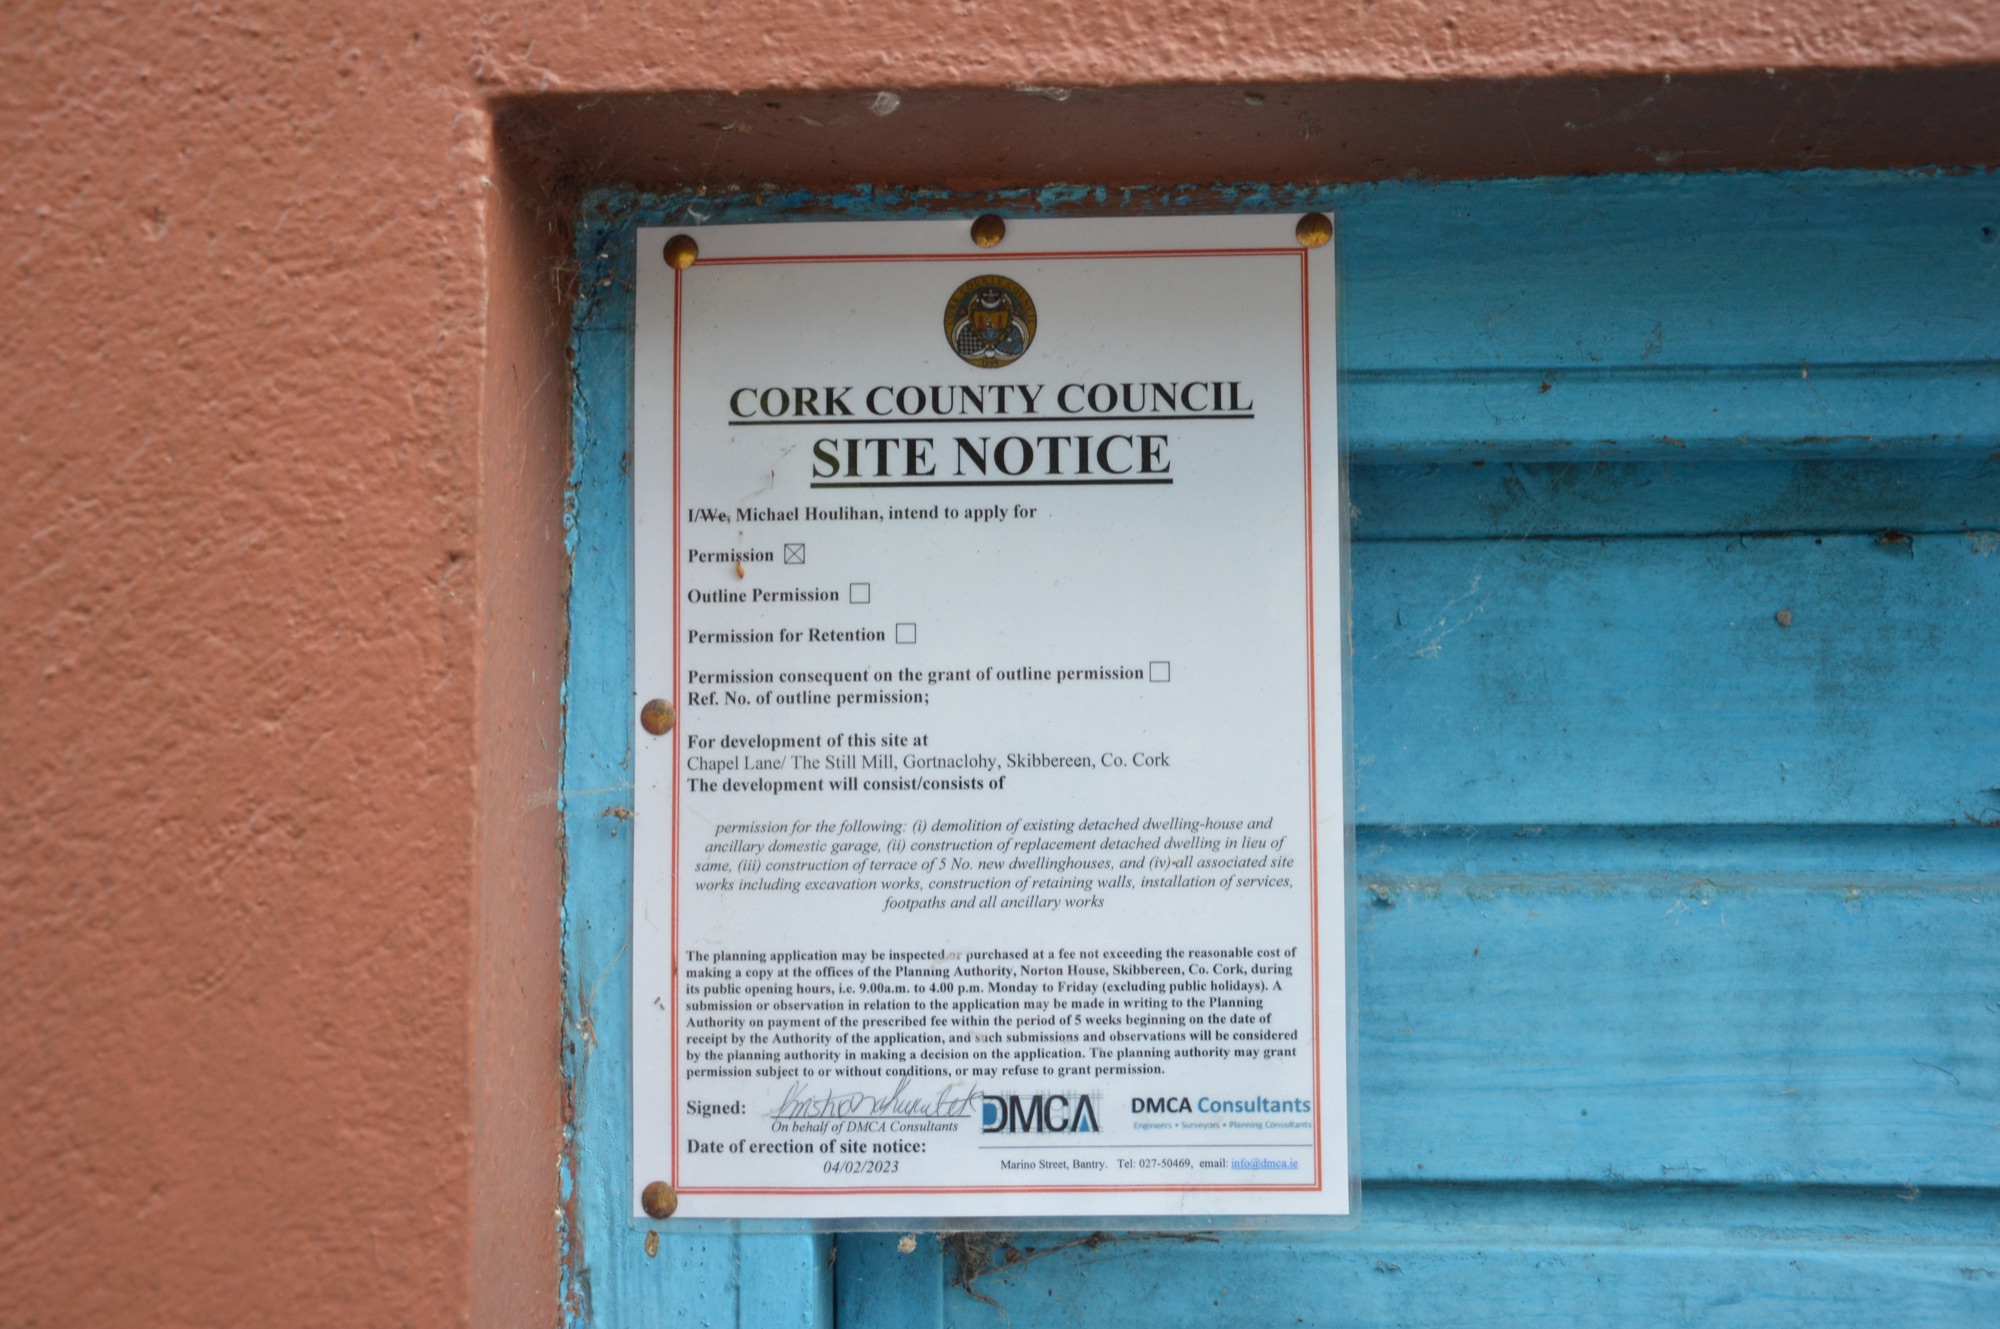 CORK COUNTY COUNCIL
CORK COUNTY COUNCIL
SITE NOTICE
I/We, Michael Houlihan, intend to apply for
Permission ☒
Outline Permission ☐
Permission for Retention ☐
Permission consequent on the grant of outline permission ☐
Ref. No. of outline permission;
For development of this site at
Chapel Lane/ The Still Mill, Gortnaclohy, Skibbereen, Co. Cork
The development will consist/consists of
permission for the following: (i) demolition of existing detached dwelling-house and
ancillary domestic garage, (ii) construction of replacement detached dwelling in lieu of
same, (iii) construction of terrace of 5 No. new dwellinghouses, and (iv) all associated site
works including excavation works, construction of retaining walls, installation of services,
footpaths and all ancillary works
The planning application may be inspected or purchased at a fee not exceeding the reasonable cost of
making a copy at the offices of the Planning Authority, Norton House, Skibbereen, Co. Cork, during
its public opening hours, i.e. 9.00a.m. to 4.00 p.m. Monday to Friday (excluding public holidays). A
submission or observation in relation to the application may be made in writing to the Planning
Authority on payment of the prescribed fee within the period of 5 weeks beginning on the date of
receipt by the Authority of the application, and such submissions and observations will be considered
by the planning authority in making a decision on the application. The planning authority may grant
permission subject to or without conditions, or may refuse to grant permission.
Signed:
On behalf of DMCA Consultants
DMCA
DMCA Consultants
Engineers • Surveyors • Planning Consultants
Date of erection of site notice:
04/02/2023
Marino Street, Bantry. Tel: 027-50469, email: info@dmca.ie